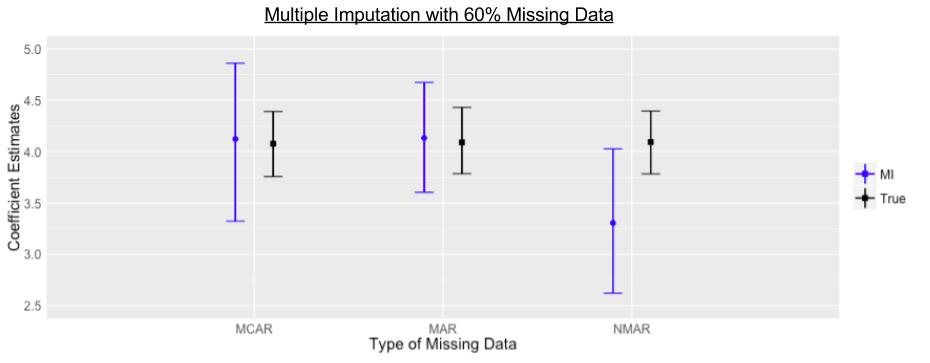 Multiple Imputation with 60% Missing Data
Coefficient Estimates
5.0
4.5
4.0
3.5
3.0
2.5
MCAR MAR NMAR
Type of Missing Data
MI
True